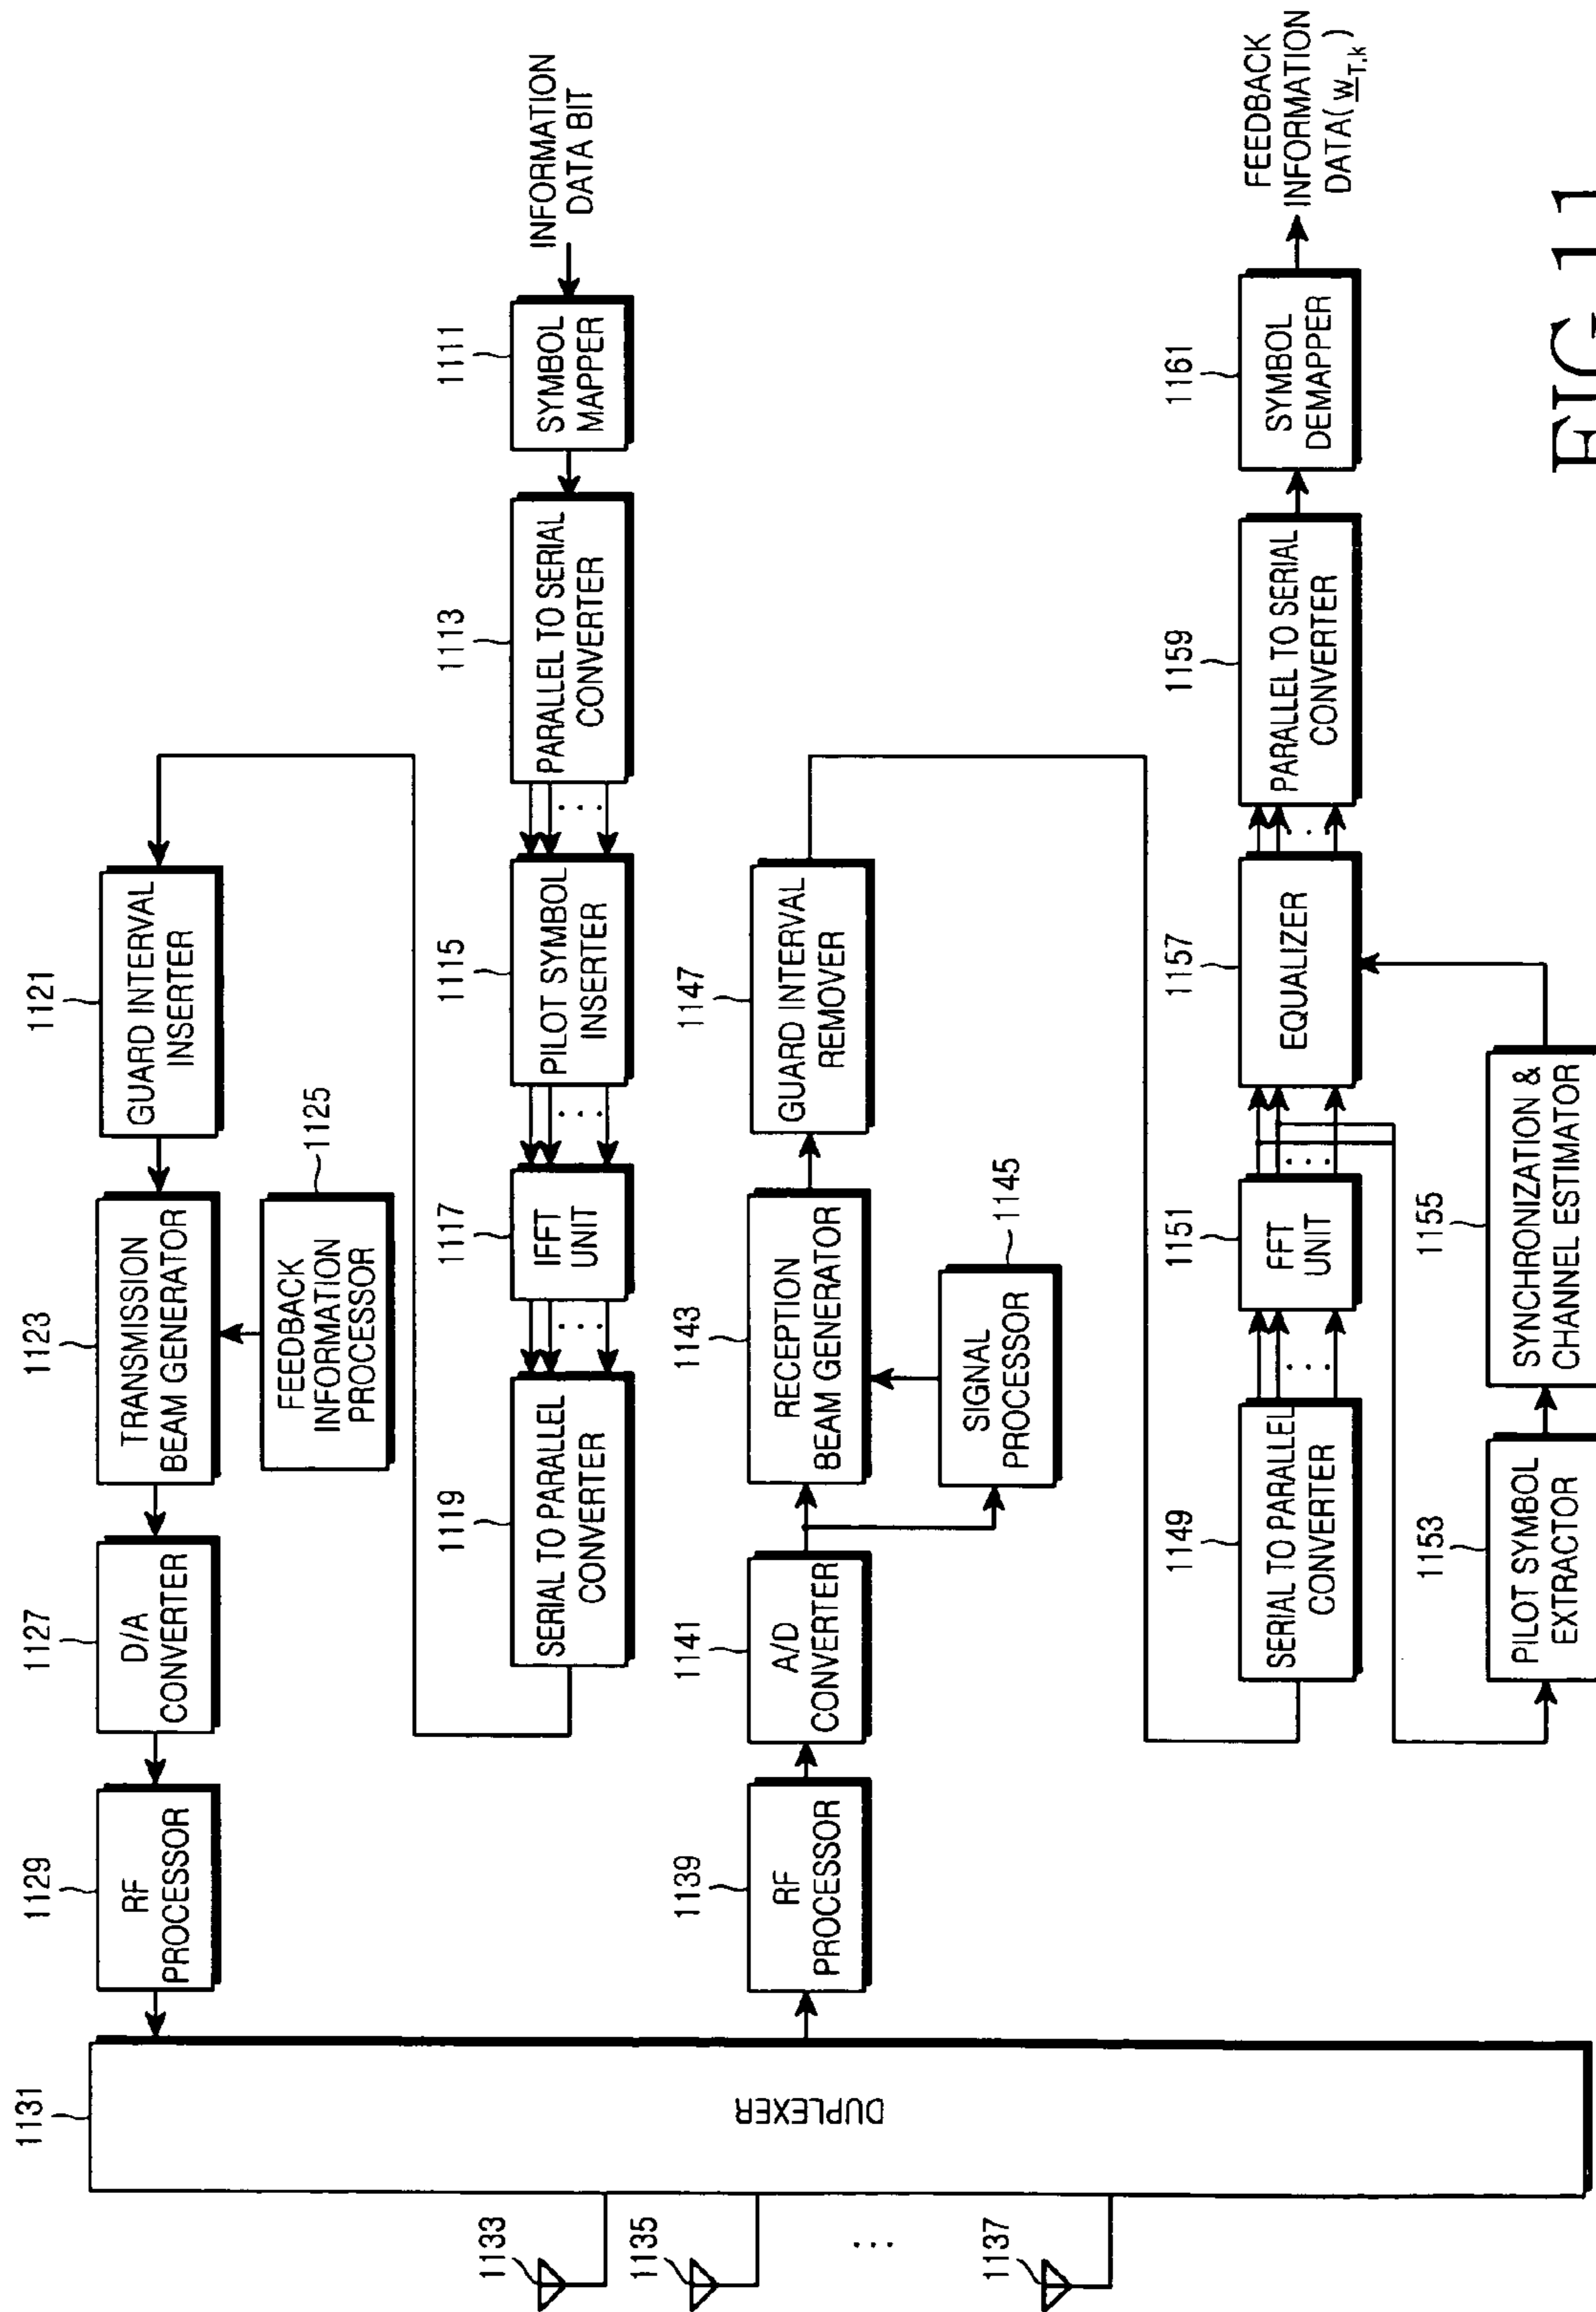 1131
DUPLEXER
1133
1135
...
1137
1129
RF
PROCESSOR
1127
D/A
CONVERTER
1123
TRANSMISSION
BEAM GENERATOR
1121
GUARD INTERVAL
INSERTER
1125
FEEDBACK
INFORMATION
PROCESSOR
1119
SERIAL TO PARALLEL
CONVERTER
1117
IFFT
UNIT
1115
PILOT SYMBOL
INSERTER
1113
PARALLEL TO SERIAL
CONVERTER
1111
SYMBOL
MAPPER
INFORMATION
DATA BIT
1139
RF
PROCESSOR
1141
A/D
CONVERTER
1143
RECEPTION
BEAM GENERATOR
1145
SIGNAL
PROCESSOR
1147
GUARD INTERVAL
REMOVER
1149
SERIAL TO PARALLEL
CONVERTER
1151
FFT
UNIT
1157
EQUALIZER
1159
PARALLEL TO SERIAL
CONVERTER
1161
SYMBOL
DEMAPPER
FEEDBACK
INFORMATION
DATA(w_T,k)
1153
PILOT SYMBOL
EXTRACTOR
1155
SYNCHRONIZATION &
CHANNEL ESTIMATOR
FIG.11